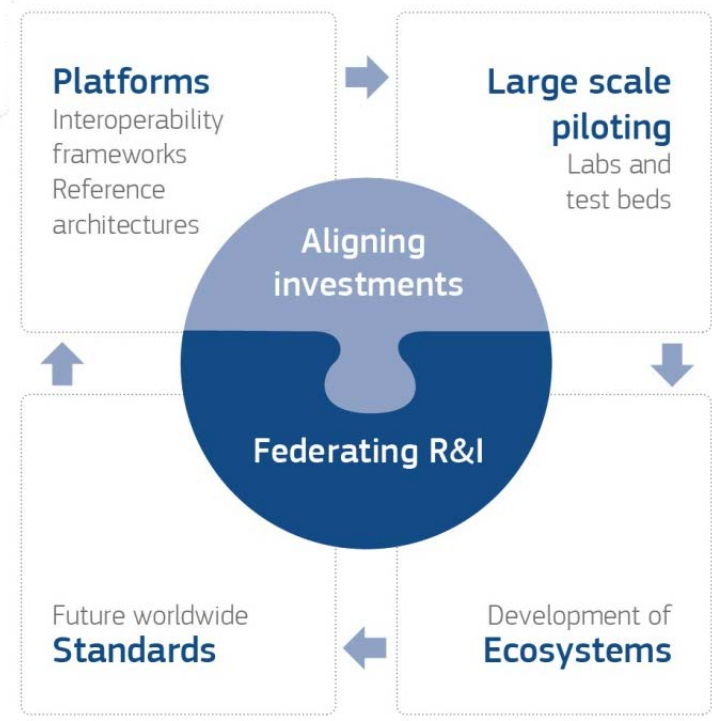 Platforms
Interoperability
frameworks
Reference
architectures
Large scale
piloting
Labs and
test beds
Aligning
investments
Federating R&I
Future worldwide
Standards
Development of
Ecosystems